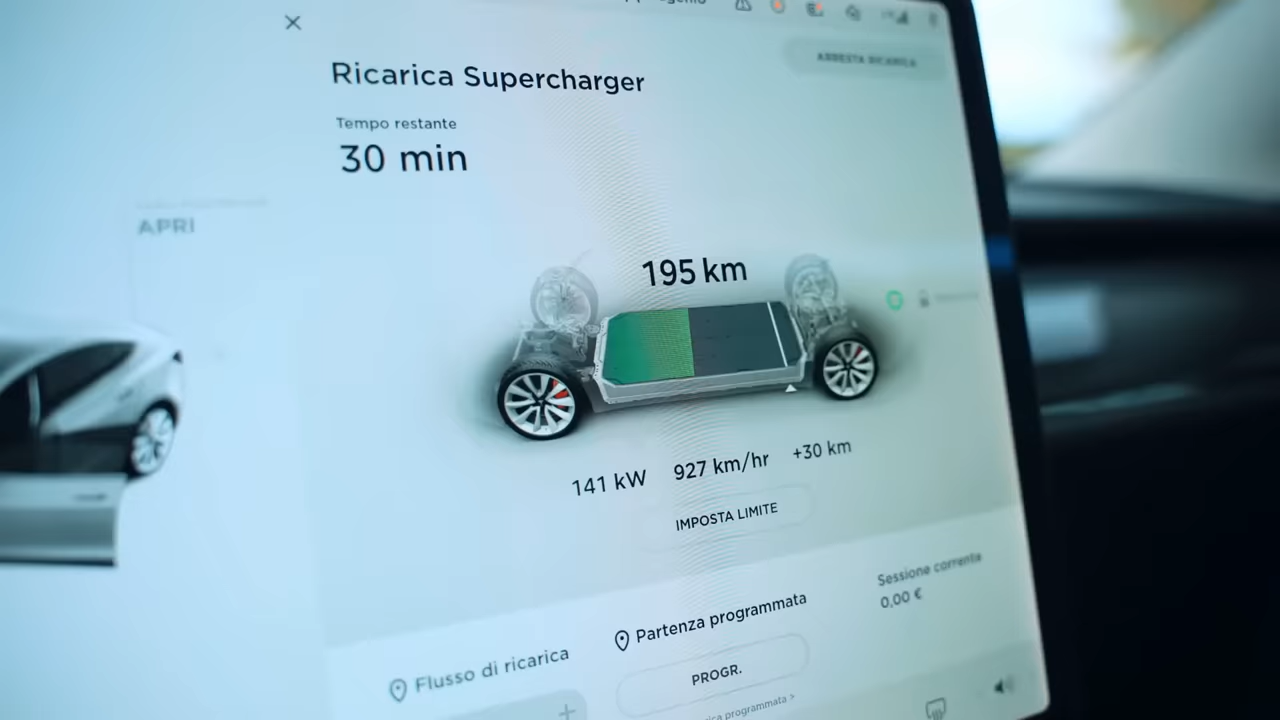 Ricarica Supercharger
ARRESTA RICARICA
Tempo restante
30 min
APRI
195 km
141 kW 927 km/hr +30 km
IMPOSTA LIMITE
Sessione corrente
0,00 €
Partenza programmata
PROGR.
Flusso di ricarica
programmata >